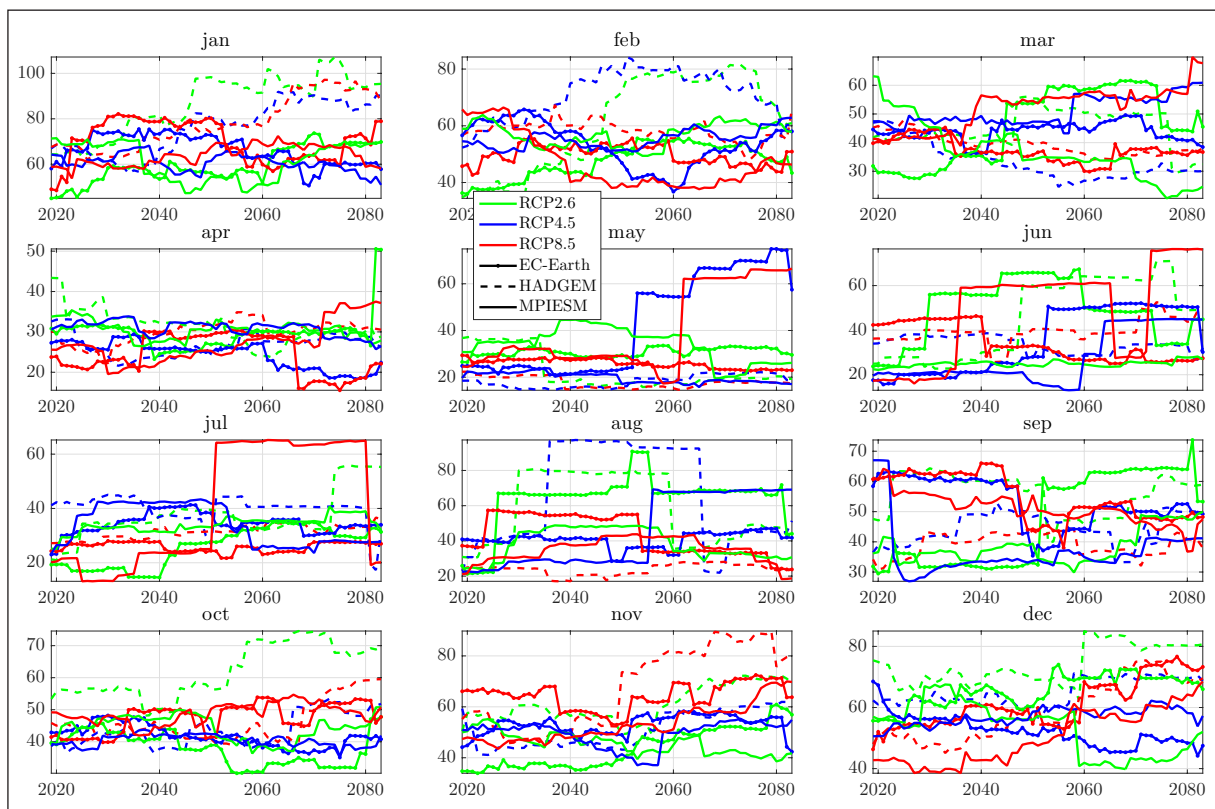 jan feb mar
100 80 60
60 50
80 60 40
60 40 30
2020 2040 2060 2080 2020 2040 2060 2080 2020 2040 2060 2080
RCP2.6
RCP4.5
RCP8.5
EC-Earth
HADGEM
MPIESM
apr may jun
50 60 60
40 40 40
30
20 20 20
2020 2040 2060 2080 2020 2040 2060 2080 2020 2040 2060 2080
jul aug sep
60 80 70
60 60
40 40 50
40
20 20 30
2020 2040 2060 2080 2020 2040 2060 2080 2020 2040 2060 2080
oct nov dec
70 80 80
60
50 60 60
40 40 40
2020 2040 2060 2080 2020 2040 2060 2080 2020 2040 2060 2080